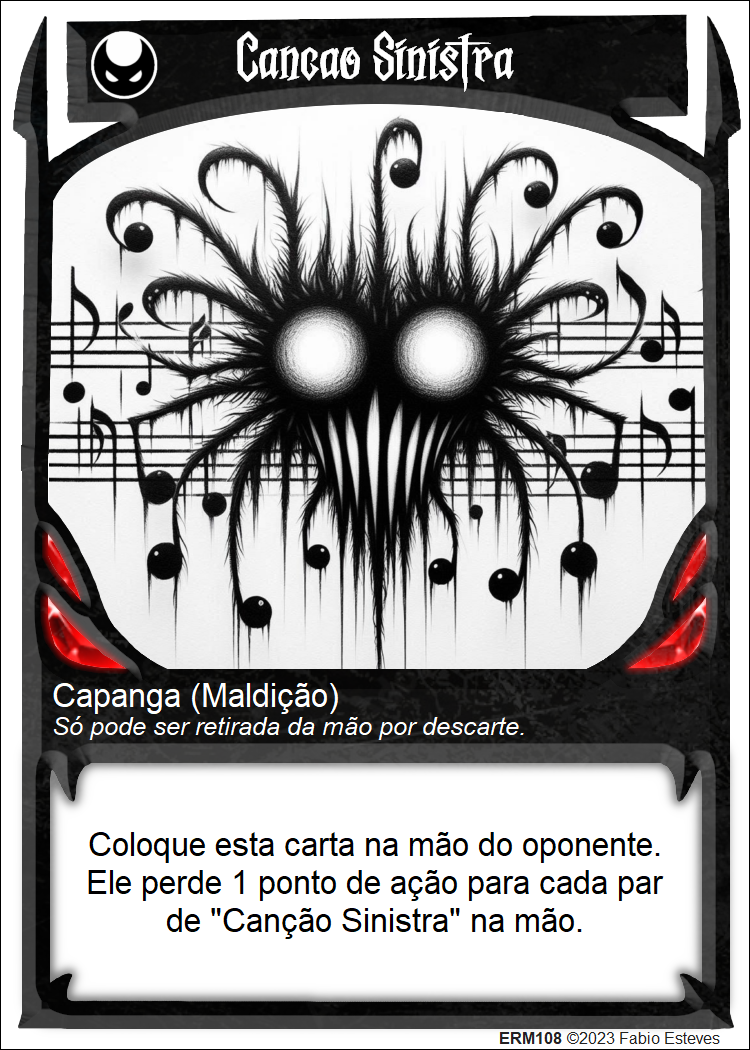 Cancao Sinistra
Capanga (Maldição)
Só pode ser retirada da mão por descarte.
Coloque esta carta na mão do oponente.
Ele perde 1 ponto de ação para cada par
de "Canção Sinistra" na mão.
ERM108 ©2023 Fabio Esteves